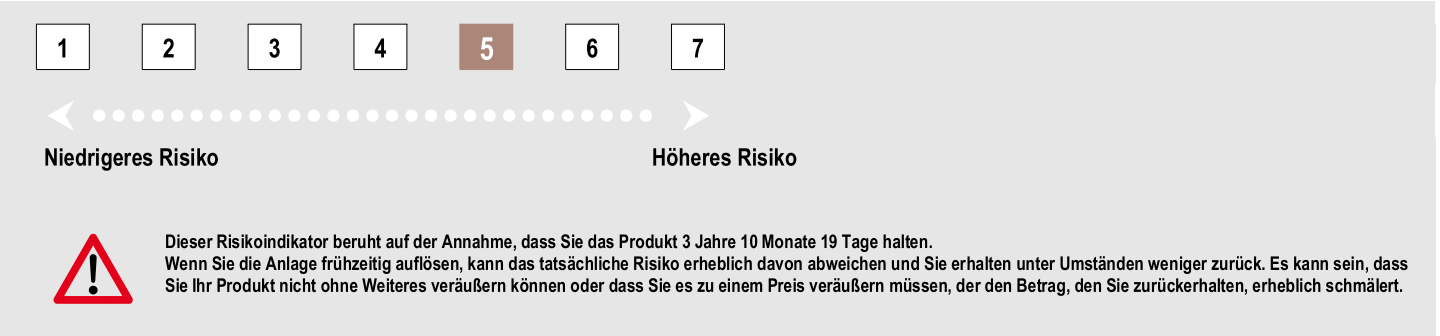 1 2 3 4 5 6 7
Niedrigeres Risiko Höheres Risiko
Dieser Risikoindikator beruht auf der Annahme, dass Sie das Produkt 3 Jahre 10 Monate 19 Tage halten.
Wenn Sie die Anlage frühzeitig auflösen, kann das tatsächliche Risiko erheblich davon abweichen und Sie erhalten unter Umständen weniger zurück. Es kann sein, dass
Sie Ihr Produkt nicht ohne Weiteres veräußern können oder dass Sie es zu einem Preis veräußern müssen, der den Betrag, den Sie zurückerhalten, erheblich schmälert.